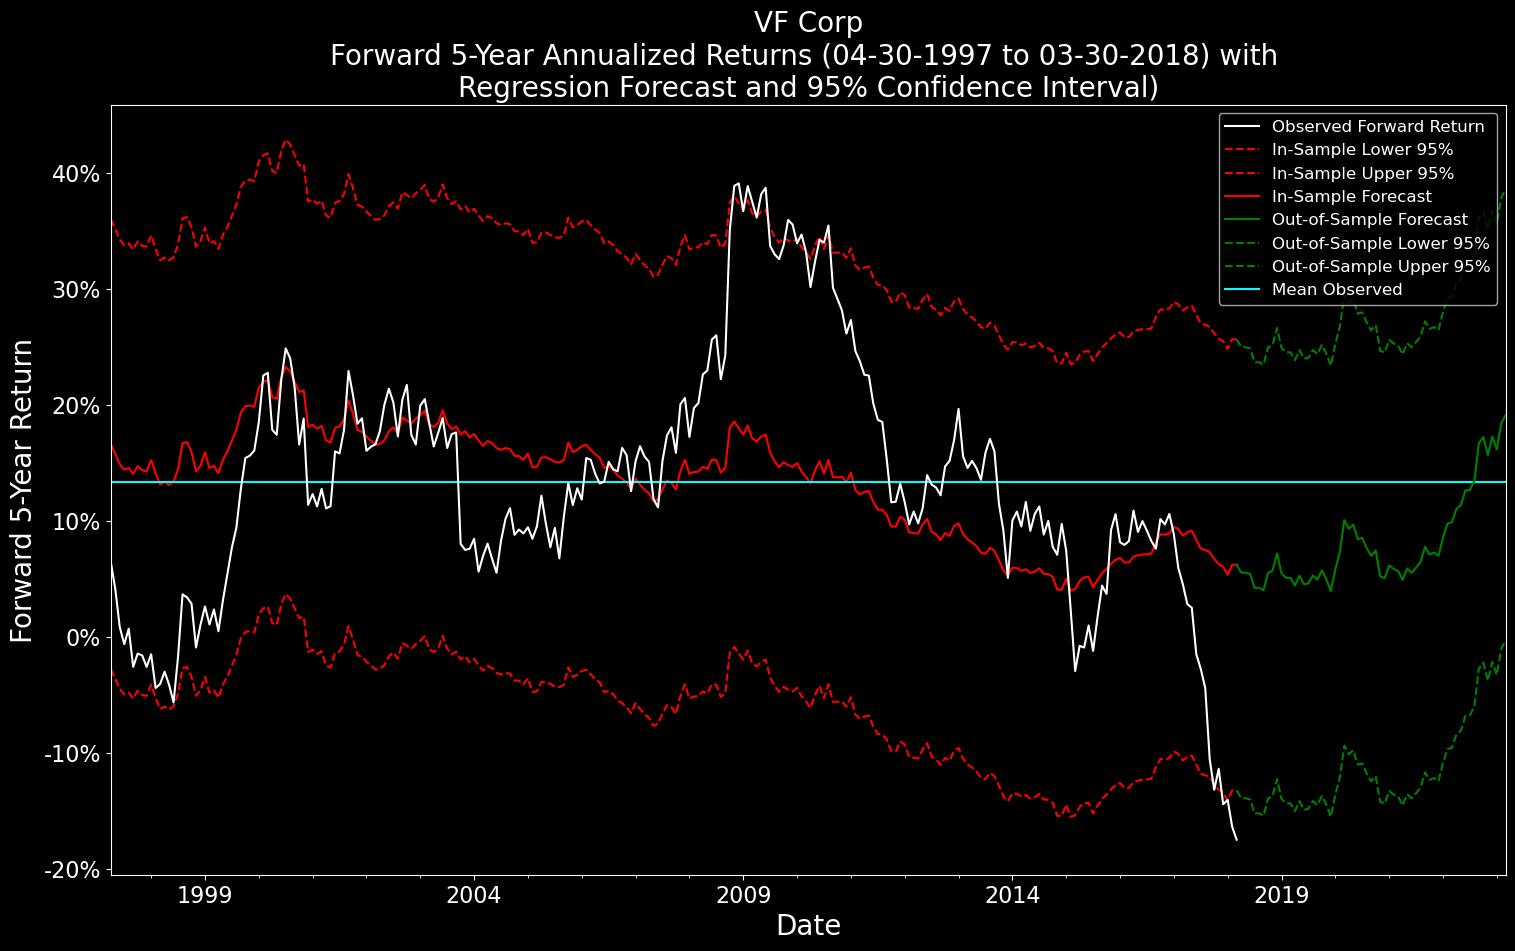 VF Corp
Forward 5-Year Annualized Returns (04-30-1997 to 03-30-2018) with
Regression Forecast and 95% Confidence Interval)
Observed Forward Return
In-Sample Lower 95%
In-Sample Upper 95%
In-Sample Forecast
Out-of-Sample Forecast
Out-of-Sample Lower 95%
Out-of-Sample Upper 95%
Mean Observed
Forward 5-Year Return
40%
30%
20%
10%
0%
-10%
-20%
1999
2004
2009
2014
2019
Date